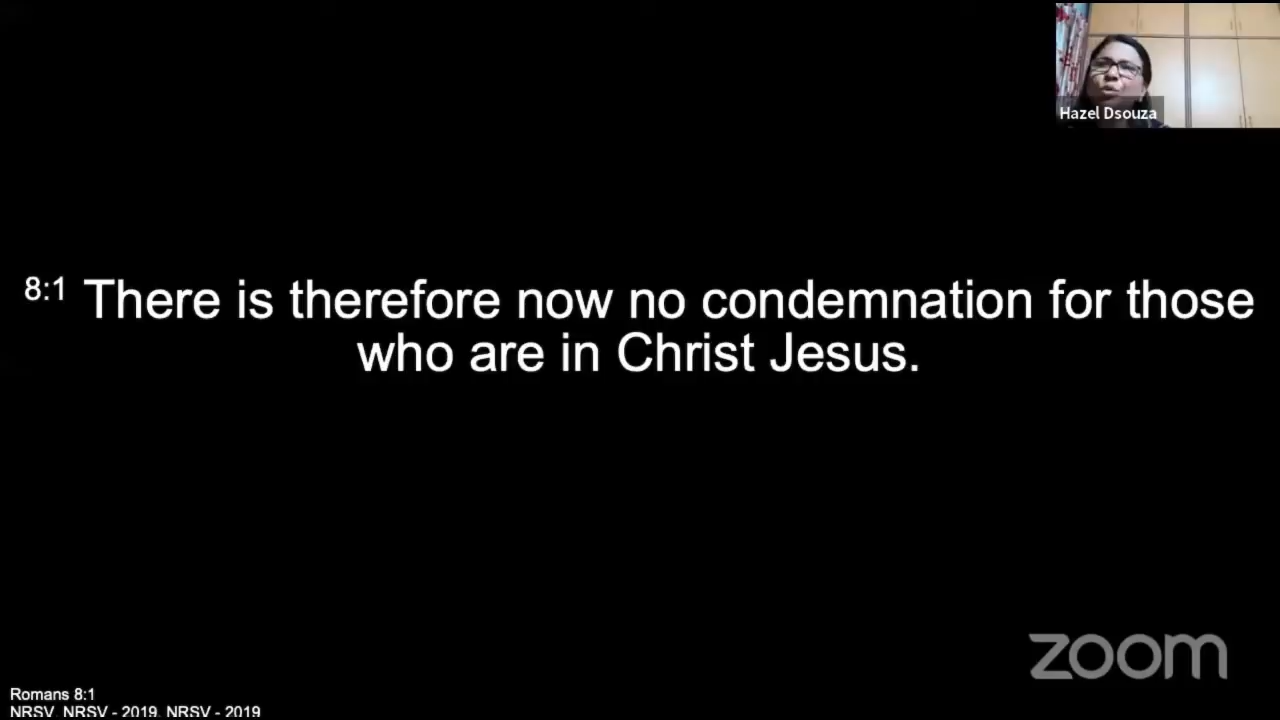 Hazel Dsouza
8:1 There is therefore now no condemnation for those
who are in Christ Jesus.
zoom
Romans 8:1
NRSV, NRSV - 2019, NRSV - 2019